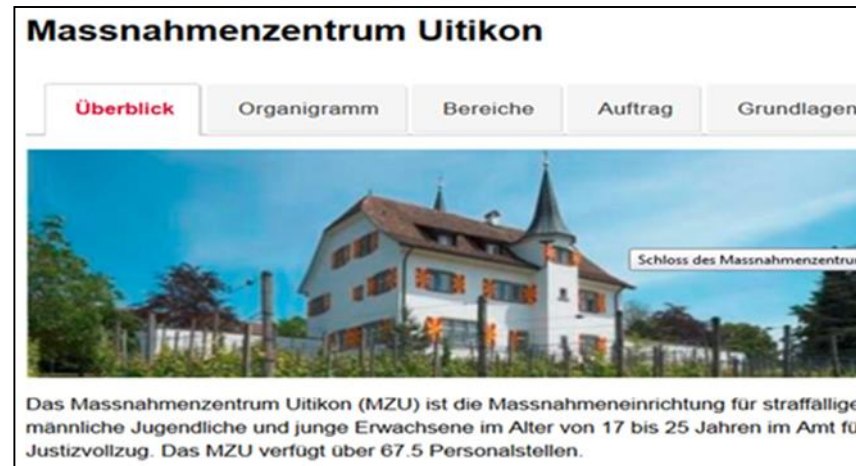 Massnahmenzentrum Uitikon
Überblick Organigramm Bereiche Auftrag Grundlagen
Schloss des Massnahmenzentrum
Das Massnahmenzentrum Uitikon (MZU) ist die Massnahmeneinrichtung für straffällige
männliche Jugendliche und junge Erwachsene im Alter von 17 bis 25 Jahren im Amt fü
Justizvollzug. Das MZU verfügt über 67.5 Personalstellen.